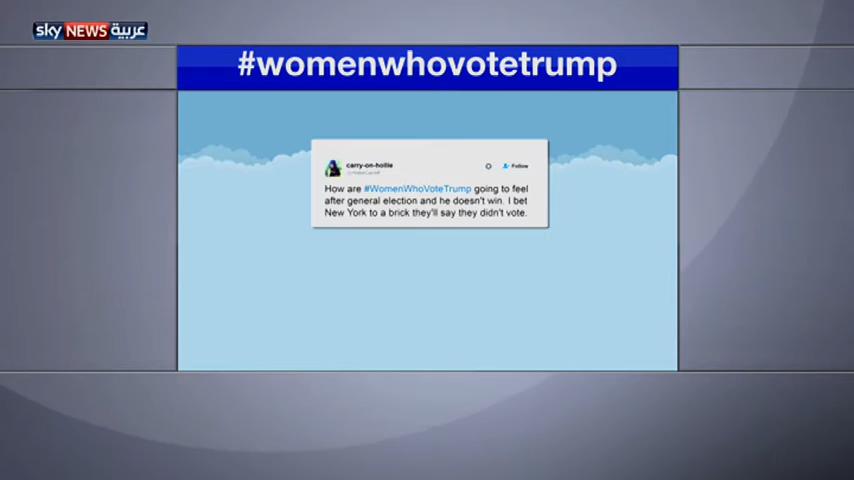 sky NEWS عربية
#womenwhovotetrump
carry-on-hollie
Follow
How are #WomenWhoVoteTrump going to feel
after general election and he doesn't win. I bet
New York to a brick they'll say they didn't vote.